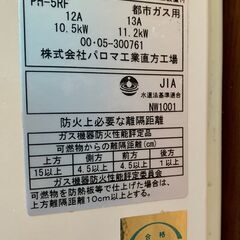 PH-5RF
都市ガス用
12A 13A
10.5kW 11.2kW
00・05-300761
株式会社パロマ工業直方工場
JIA
水道法基準適合
NW1001
防火上必要な離隔距離
ガス機器防火性能評定品
可燃物からの離隔距離(cm)
上方 側方 前方 後方
15以上 4.5以上 4.5以上 1以上
ガス機器防火性能評定委員会
可燃物を防熱板等で仕上げた場合は、
上方距離10cm以上とする。
合格